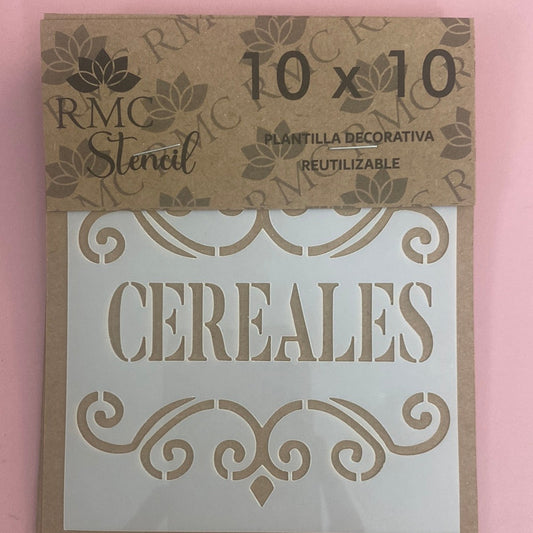 RMC
Stencil
10 x 10
PLANTILLA DECORATIVA
REUTILIZABLE
CEREALES